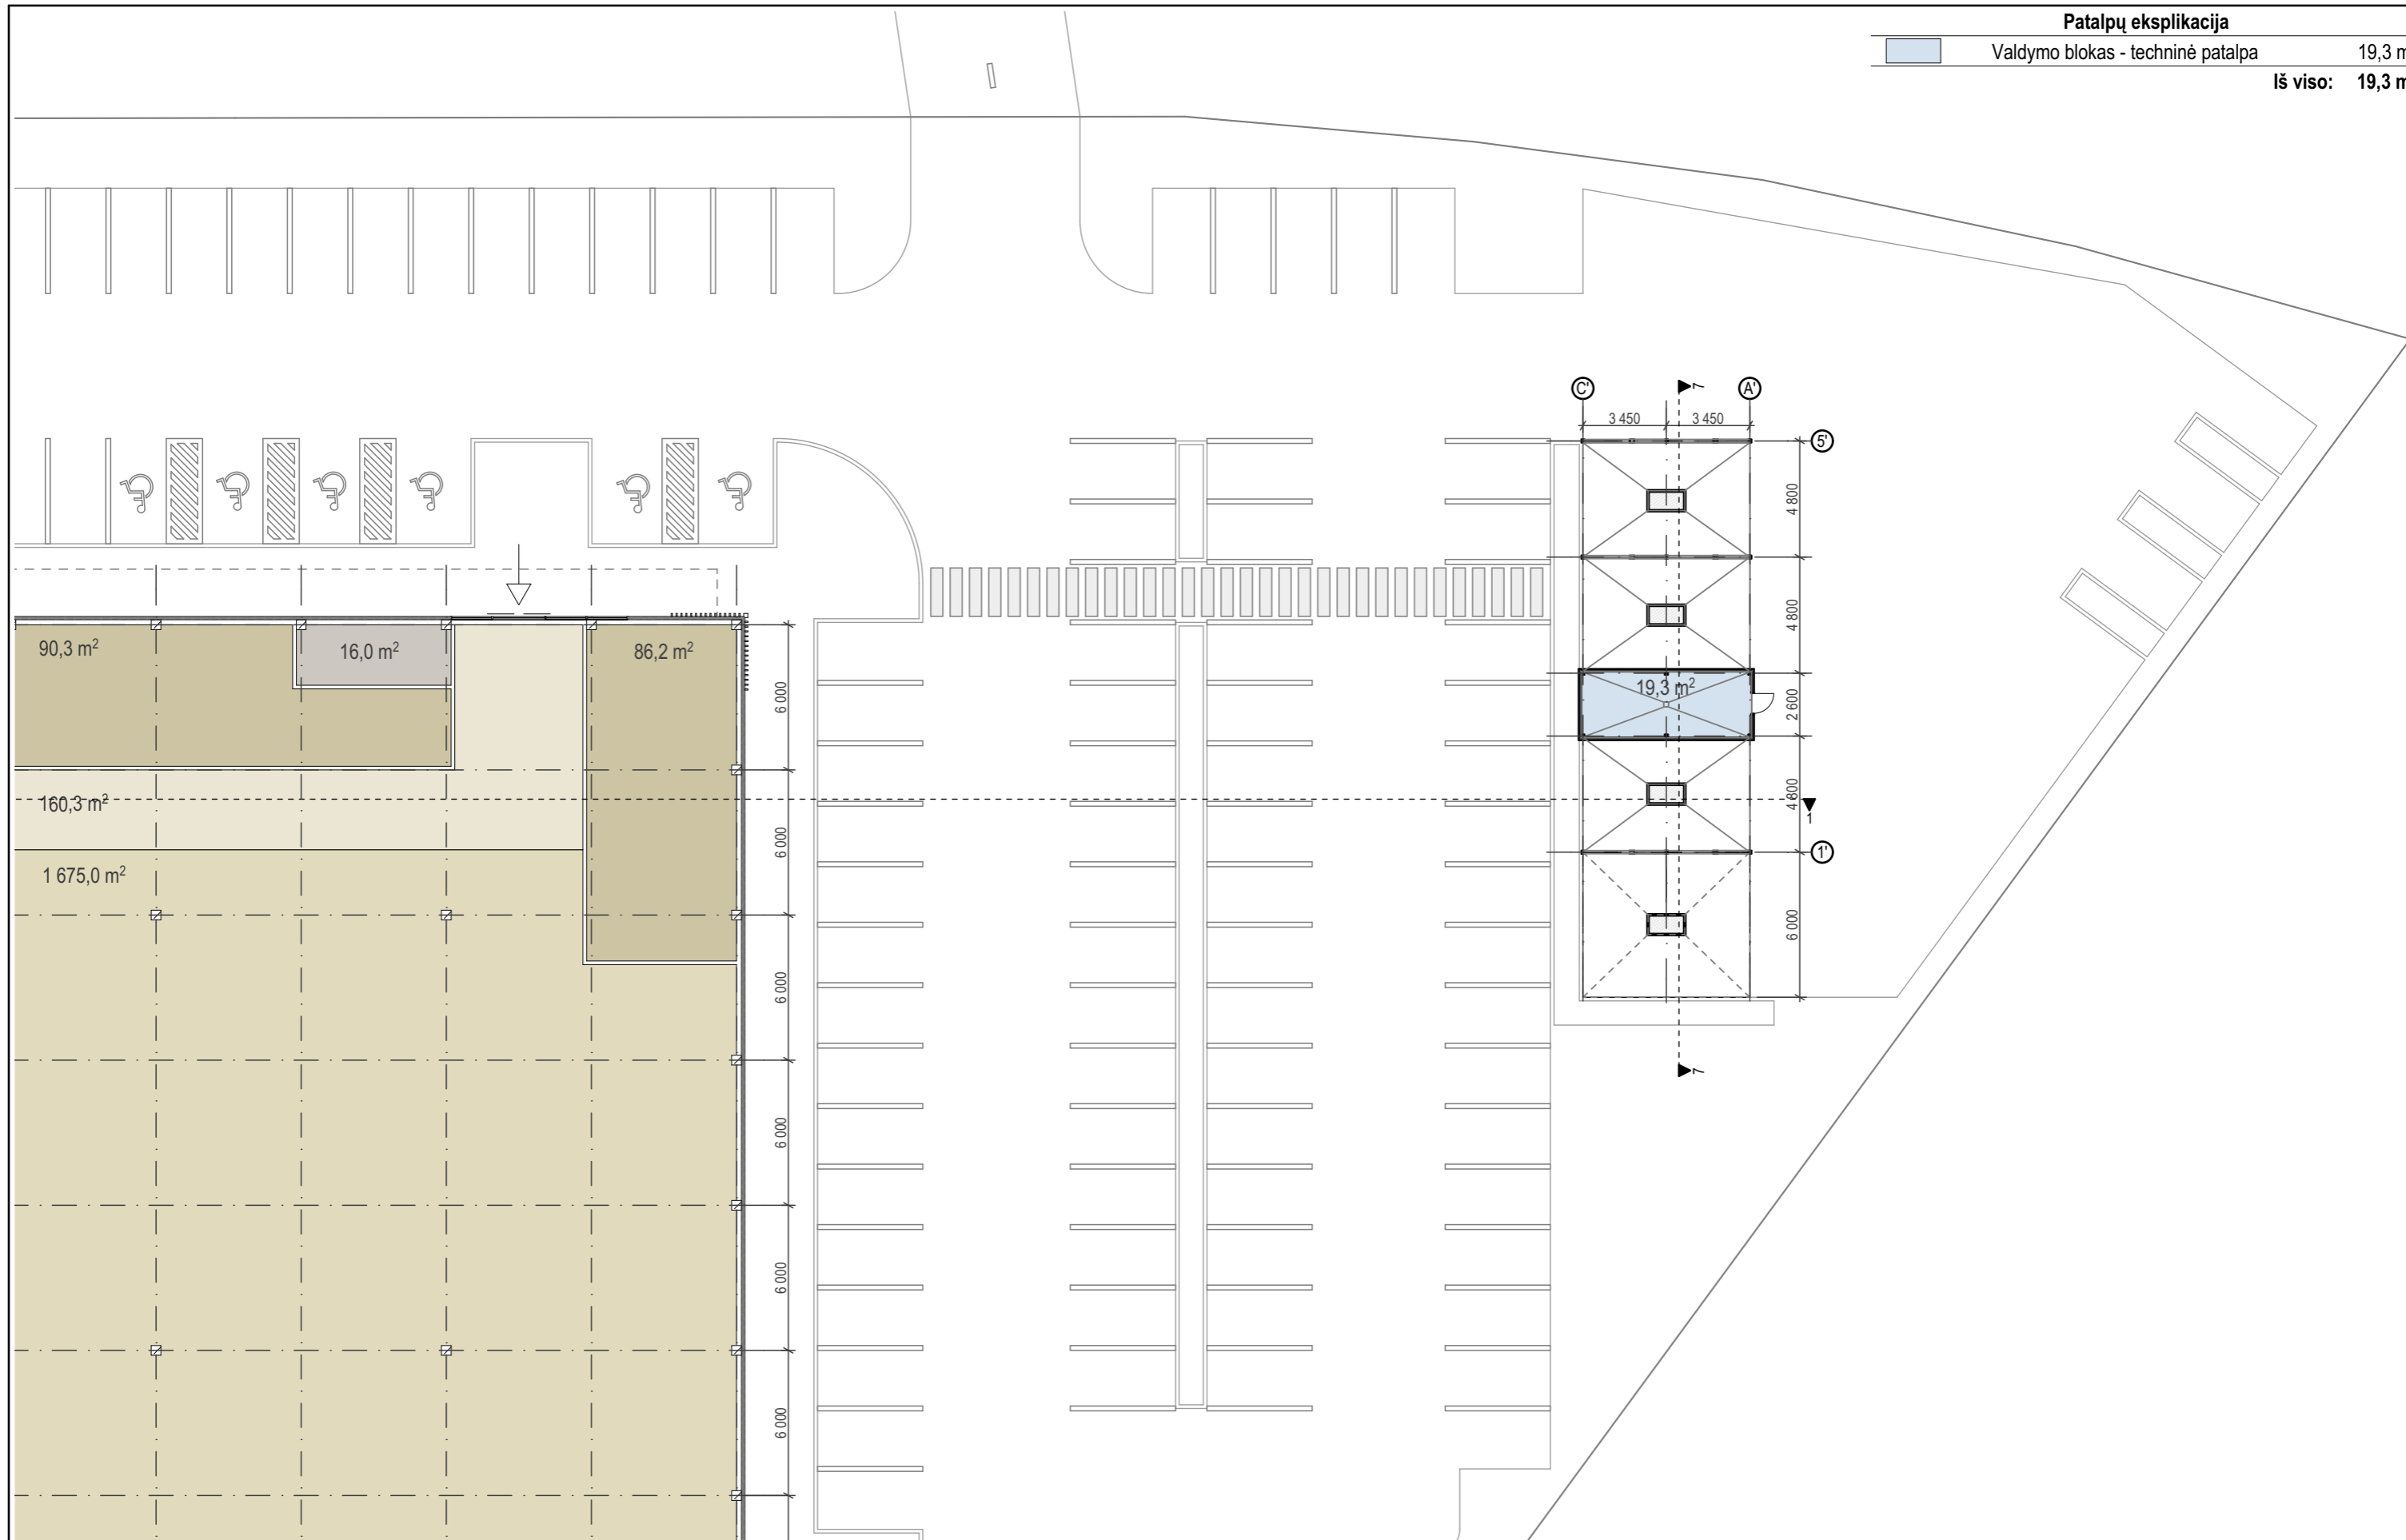 Patalpų eksplikacija
Valdymo blokas - techninė patalpa 19,3 m
Iš viso: 19,3 m
C' 7 A'
3 450 3 450
5'
4 800
4 800
90,3 m²
16,0 m²
86,2 m²
6 000
19,3 m²
2 600
160,3 m²
4 800
1
6 000
1'
1 675,0 m²
6 000
6 000
7
6 000
6 000
6 000